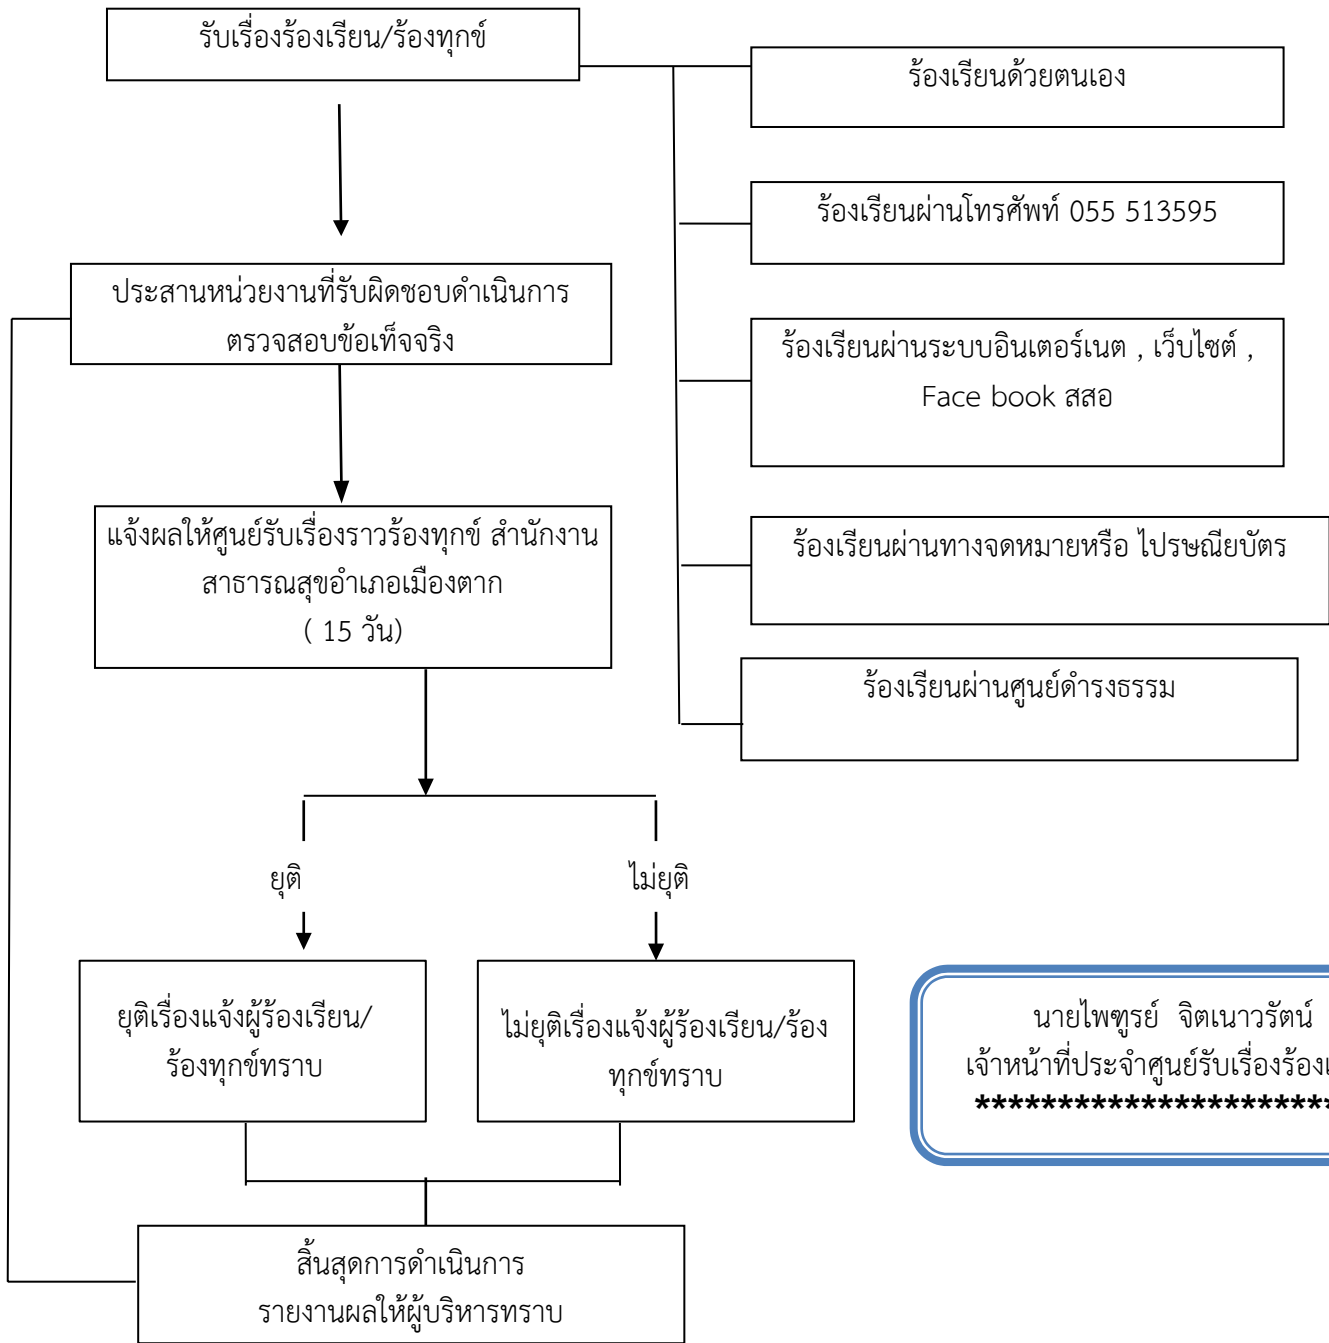 รับเรื่องร้องเรียน/ร้องทุกข์
ร้องเรียนด้วยตนเอง
ร้องเรียนผ่านโทรศัพท์ 055 513595
ประสานหน่วยงานที่รับผิดชอบดำเนินการ
ตรวจสอบข้อเท็จจริง
ร้องเรียนผ่านระบบอินเตอร์เนต , เว็บไซต์ ,
Face book สสอ
แจ้งผลให้ศูนย์รับเรื่องราวร้องทุกข์ สำนักงาน
สาธารณสุขอำเภอเมืองตาก
( 15 วัน)
ร้องเรียนผ่านทางจดหมายหรือ ไปรษณียบัตร
ร้องเรียนผ่านศูนย์ดำรงธรรม
ยุติ
ไม่ยุติ
ยุติเรื่องแจ้งผู้ร้องเรียน/
ร้องทุกข์ทราบ
ไม่ยุติเรื่องแจ้งผู้ร้องเรียน/ร้อง
ทุกข์ทราบ
นายไพฑูรย์ จิตเนาวรัตน์
เจ้าหน้าที่ประจำศูนย์รับเรื่องร้อง
**********************
สิ้นสุดการดำเนินการ
รายงานผลให้ผู้บริหารทราบ